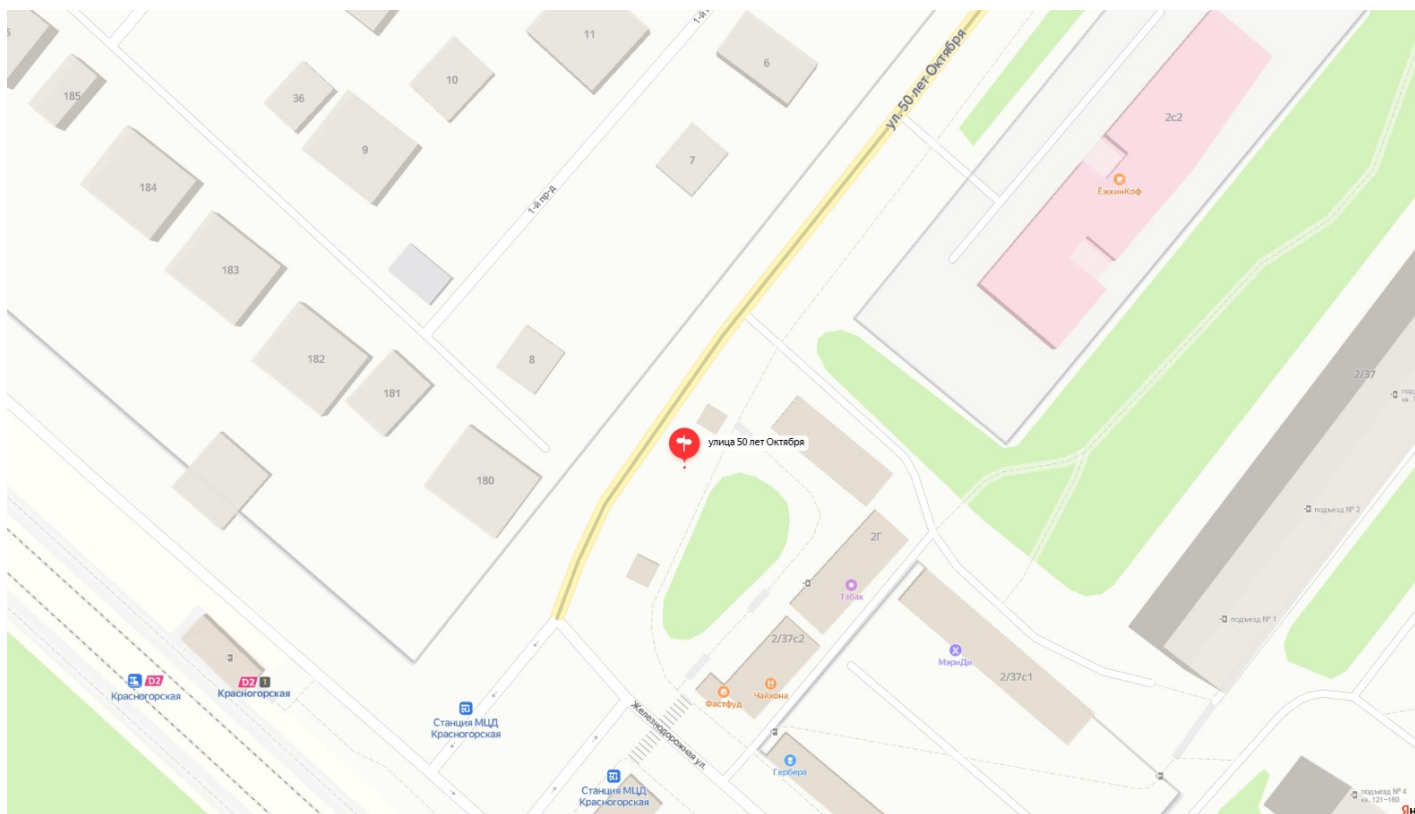 11
6
10
185
36
9
2с2
ул. 50 лет Октября
ЁжкинКоф
7
184
1-й пр-д
183
8
182
181
2/37
улица 50 лет Октября
180
подъезд № 2
2Г
Табак
подъезд № 1
2/37с2
МэриДи
2/37с1
D2
Красногорская
D2 1
Красногорская
Чайхона
Фастфуд
Станция МЦД
Красногорская
Железнодорожная ул.
Гербера
Станция МЦД
Красногорская
подъезд № 4
кв. 121–160